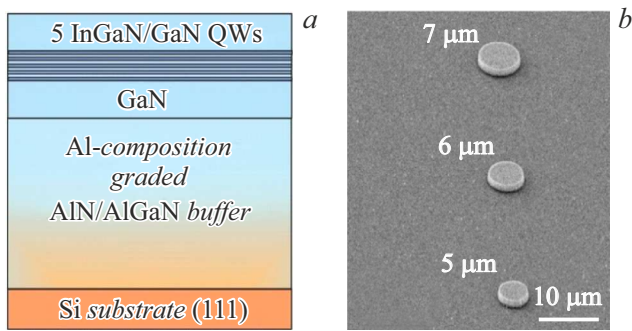 a
5 InGaN/GaN QWs
GaN
Al-composition
graded
AlN/AlGaN buffer
Si substrate (111)
b
7 µm
6 µm
5 µm
10 µm